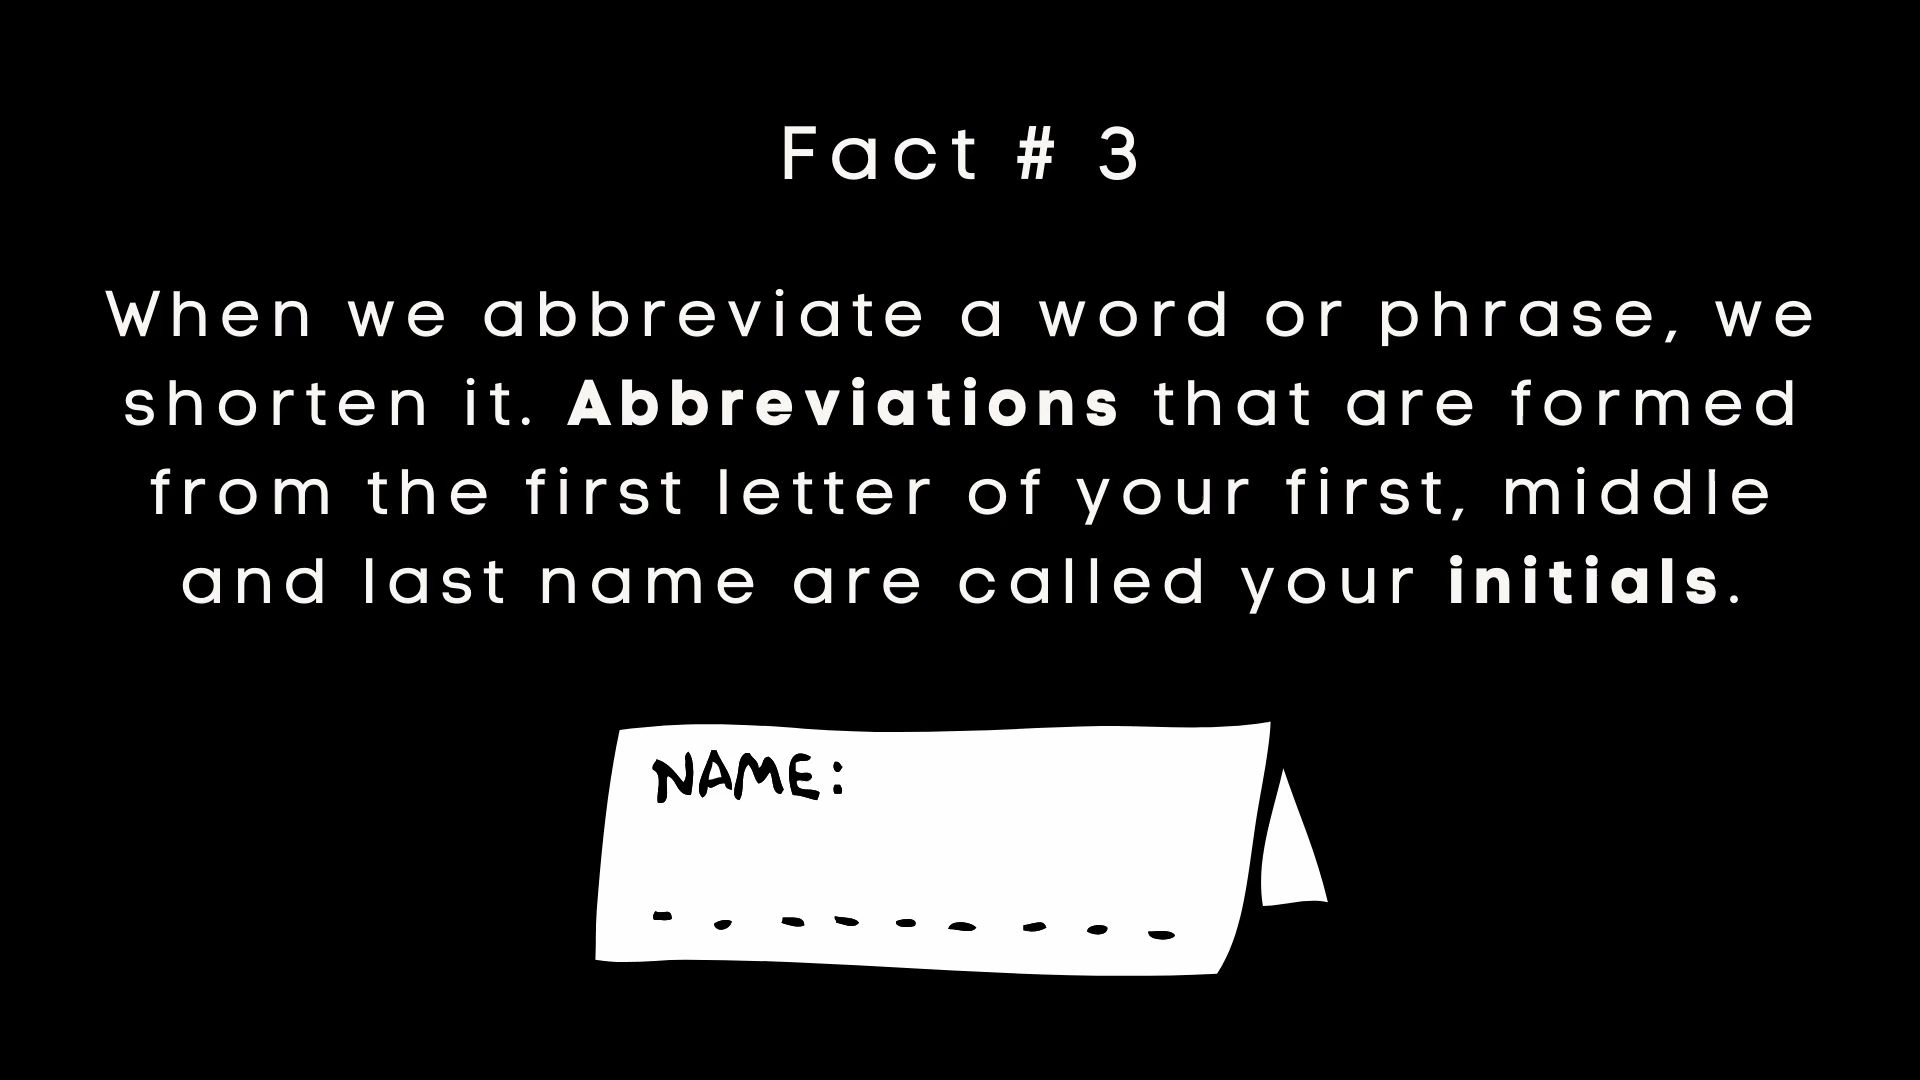 Fact # 3
When we abbreviate a word or phrase, we
shorten it. Abbreviations that are formed
from the first letter of your first, middle
and last name are called your initials.
NAME: